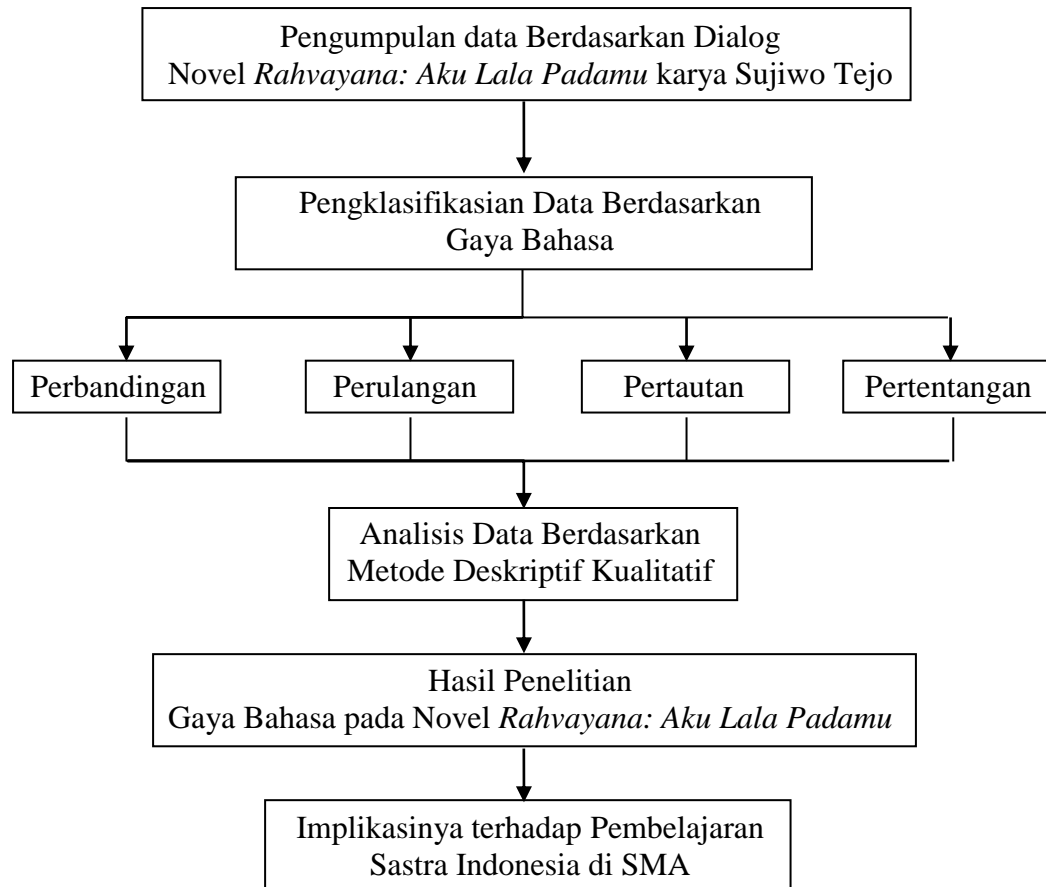 Pengumpulan data Berdasarkan Dialog
Novel Rahvayana: Aku Lala Padamu karya Sujiwo Tejo
Pengklasifikasian Data Berdasarkan
Gaya Bahasa
Perbandingan
Perulangan
Pertautan
Pertentangan
Analisis Data Berdasarkan
Metode Deskriptif Kualitatif
Hasil Penelitian
Gaya Bahasa pada Novel Rahvayana: Aku Lala Padamu
Implikasinya terhadap Pembelajaran
Sastra Indonesia di SMA